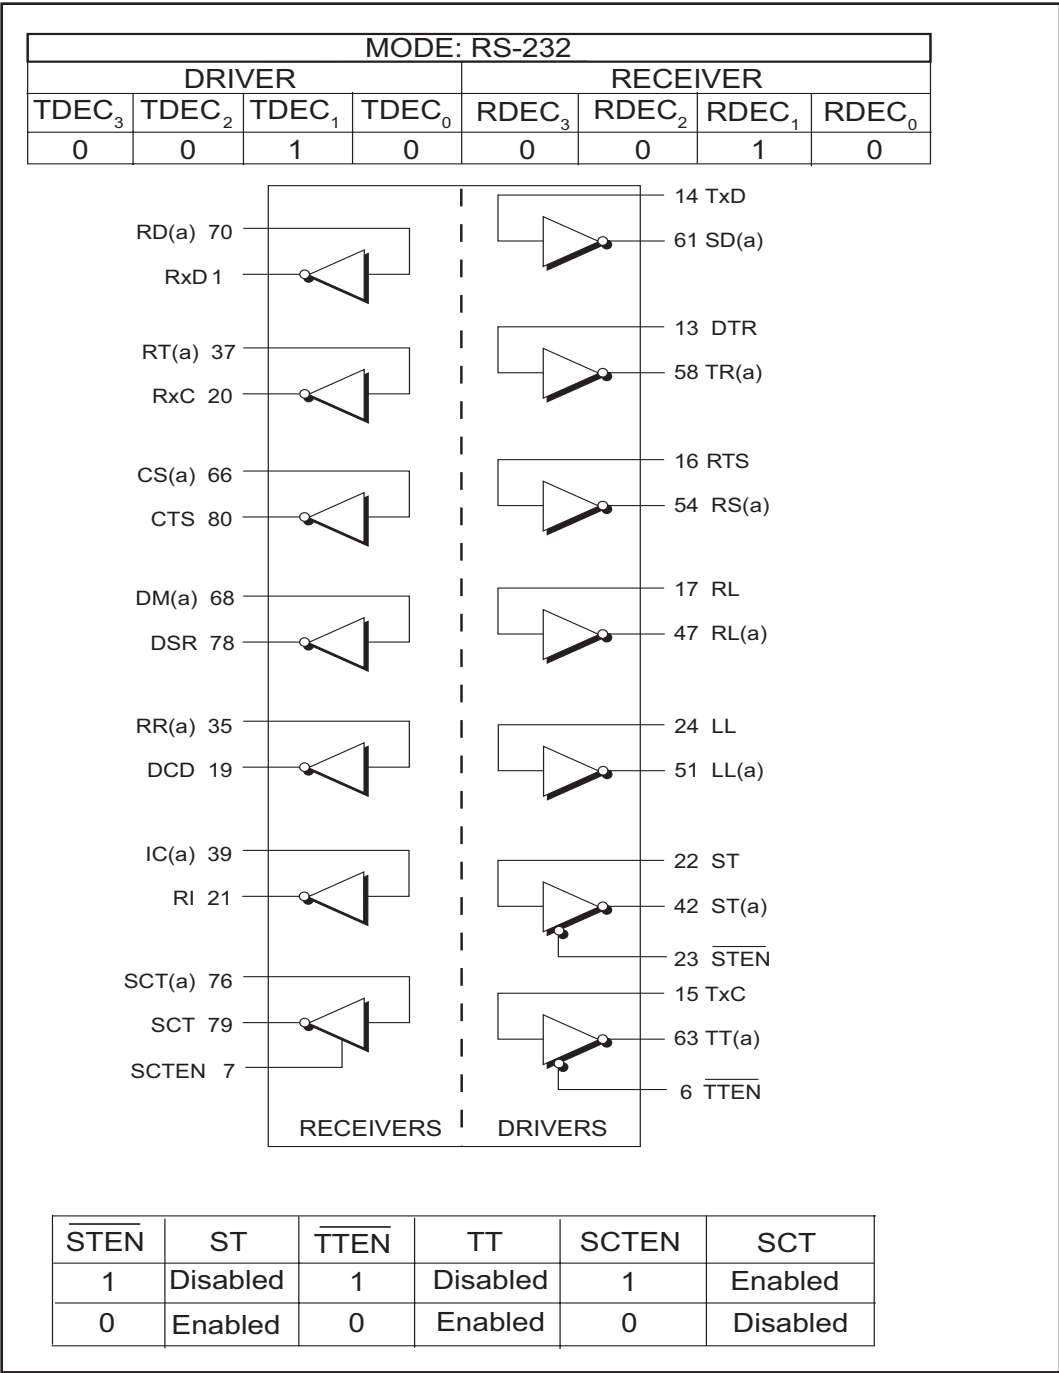 MODE: RS-232
DRIVER RECEIVER
TDEC₃ TDEC₂ TDEC₁ TDEC₀ RDEC₃ RDEC₂ RDEC₁ RDEC₀
0 0 1 0 0 0 1 0
RD(a) 70
RxD 1
RT(a) 37
RxC 20
CS(a) 66
CTS 80
DM(a) 68
DSR 78
RR(a) 35
DCD 19
IC(a) 39
RI 21
SCT(a) 76
SCT 79
SCTEN 7
RECEIVERS
14 TxD
61 SD(a)
13 DTR
58 TR(a)
16 RTS
54 RS(a)
17 RL
47 RL(a)
24 LL
51 LL(a)
22 ST
42 ST(a)
23 S̅T̅E̅N̅
15 TxC
63 TT(a)
6 T̅T̅E̅N̅
DRIVERS
S̅T̅E̅N̅ ST T̅T̅E̅N̅ TT SCTEN SCT
1 Disabled 1 Disabled 1 Enabled
0 Enabled 0 Enabled 0 Disabled